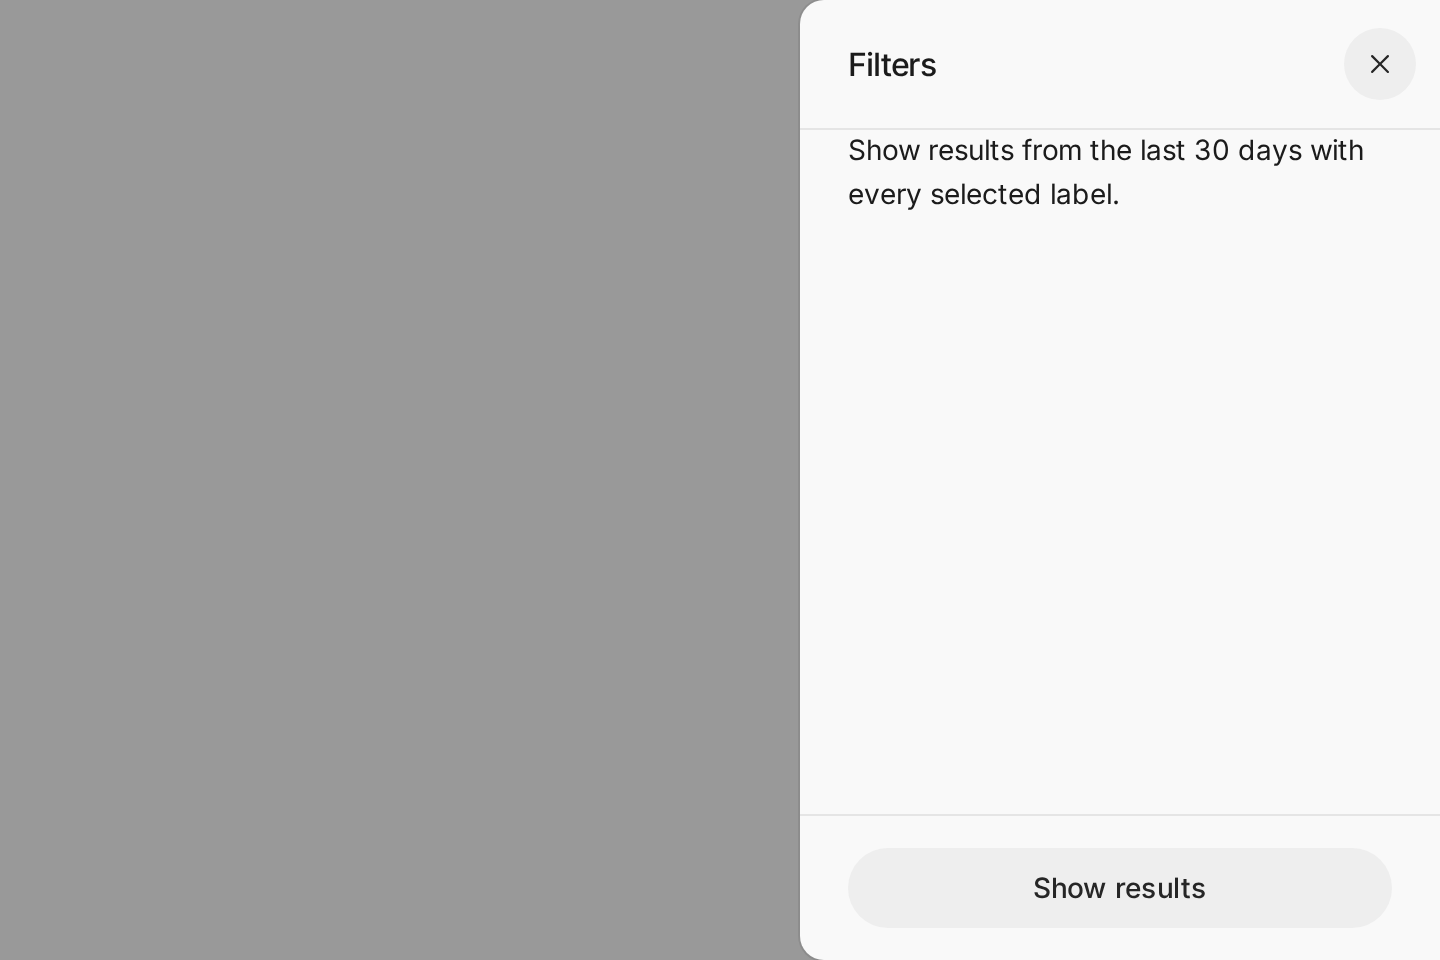 Filters
Show results from the last 30 days with
every selected label.
Show results